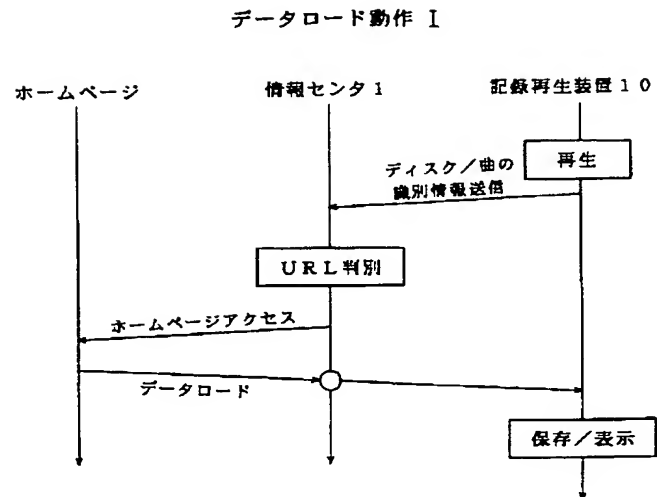 データロード動作 I
ホームページ
情報センタ1
記録再生装置10
再生
ディスク/曲の
識別情報送信
URL判別
ホームページアクセス
データロード
保存/表示